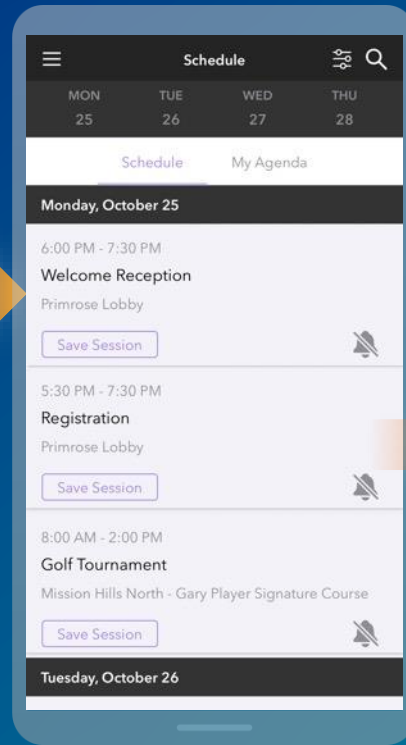 Schedule
MON TUE WED THU
25 26 27 28
Schedule My Agenda
Monday, October 25
6:00 PM - 7:30 PM
Welcome Reception
Primrose Lobby
Save Session
5:30 PM - 7:30 PM
Registration
Primrose Lobby
Save Session
8:00 AM - 2:00 PM
Golf Tournament
Mission Hills North - Gary Player Signature Course
Save Session
Tuesday, October 26